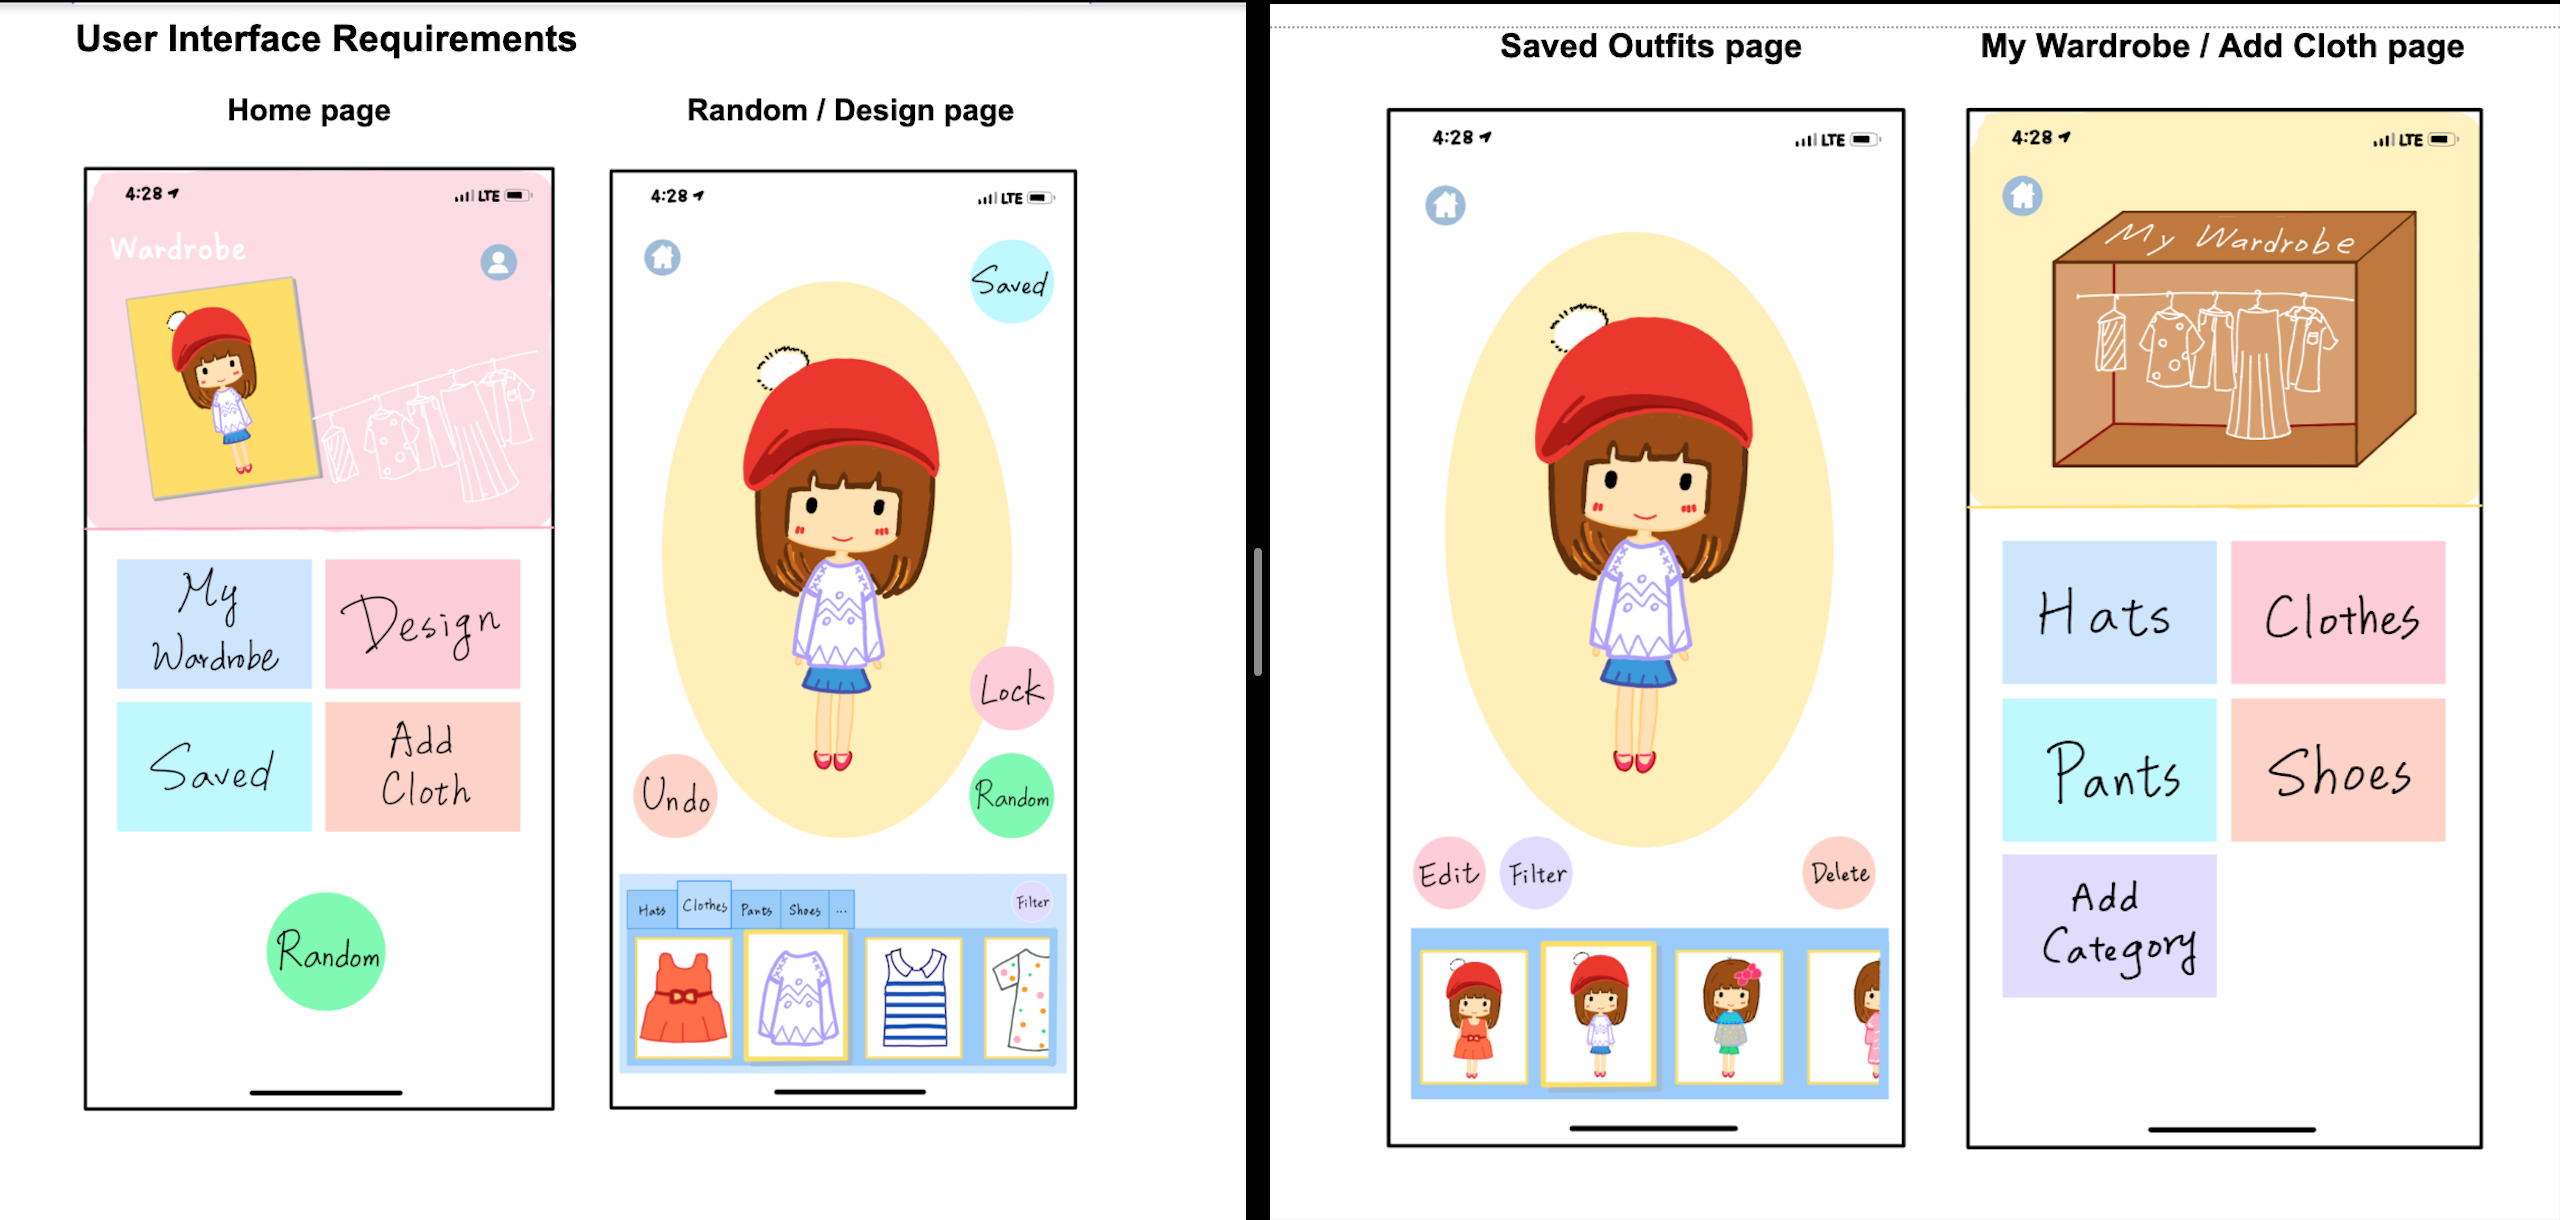 User Interface Requirements
Home page
4:28
LTE
Wardrobe
My
Wardrobe
Design
Saved
Add
Cloth
Random
Random / Design page
4:28
LTE
Saved
Lock
Undo
Random
Hats
Clothes
Pants
Shoes
...
Filter
Saved Outfits page
4:28
LTE
Edit
Filter
Delete
My Wardrobe / Add Cloth page
4:28
LTE
My Wardrobe
Hats
Clothes
Pants
Shoes
Add
Category